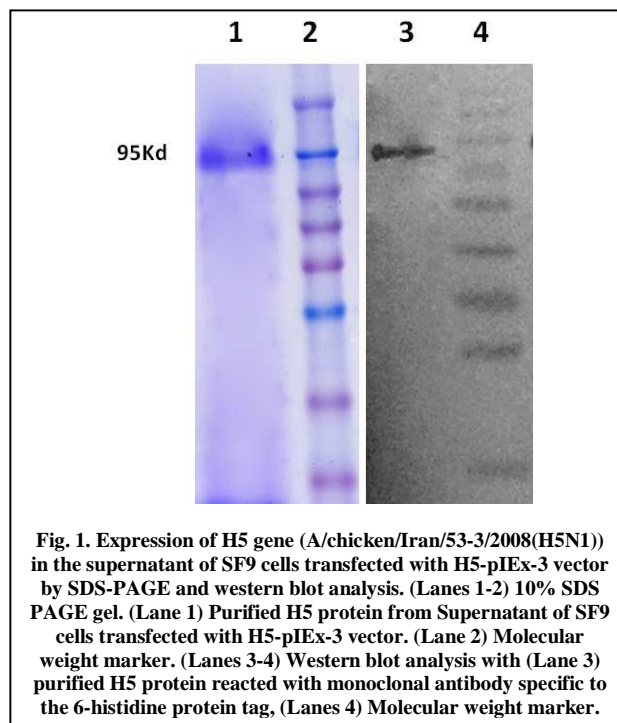 1 2 3 4
95Kd
Fig. 1. Expression of H5 gene (A/chicken/Iran/53-3/2008(H5N1))
in the supernatant of SF9 cells transfected with H5-pIEx-3 vector
by SDS-PAGE and western blot analysis. (Lanes 1-2) 10% SDS
PAGE gel. (Lane 1) Purified H5 protein from Supernatant of SF9
cells transfected with H5-pIEx-3 vector. (Lane 2) Molecular
weight marker. (Lanes 3-4) Western blot analysis with (Lane 3)
purified H5 protein reacted with monoclonal antibody specific to
the 6-histidine protein tag, (Lanes 4) Molecular weight marker.